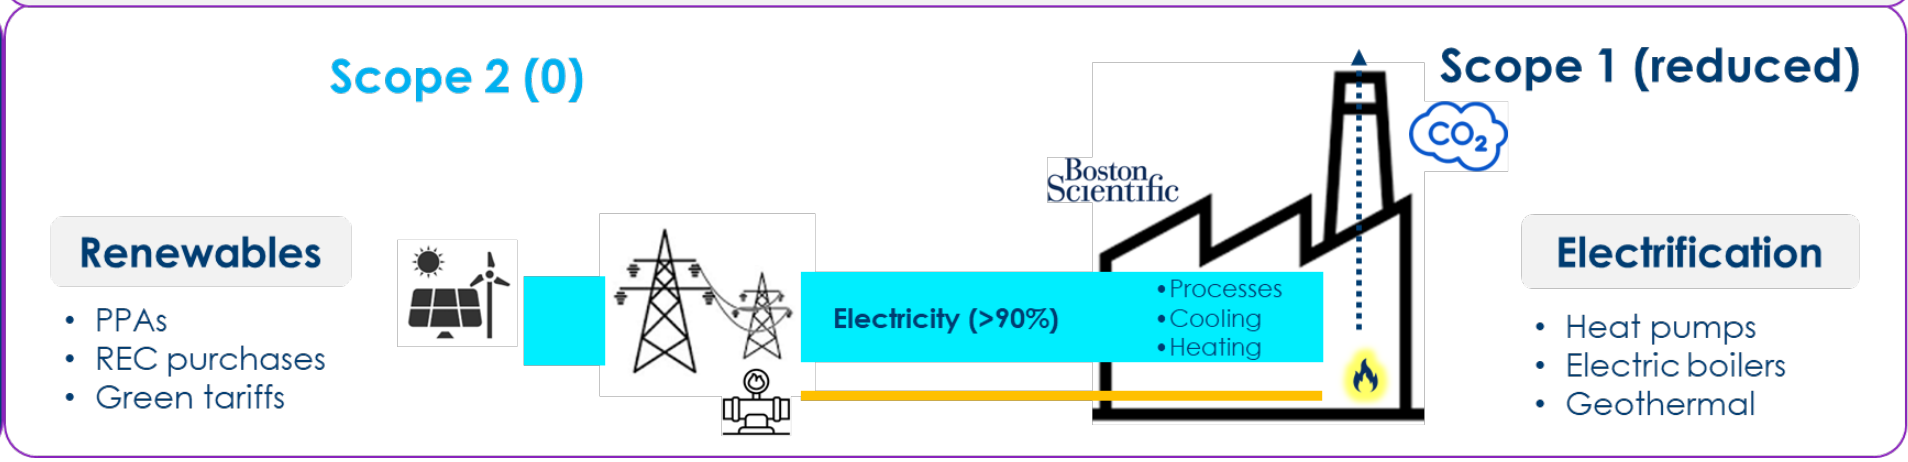 Scope 2 (0)
Scope 1 (reduced)
CO₂
Boston
Scientific
Renewables
• PPAs
• REC purchases
• Green tariffs
Electricity (>90%)
•Processes
•Cooling
•Heating
Electrification
• Heat pumps
• Electric boilers
• Geothermal